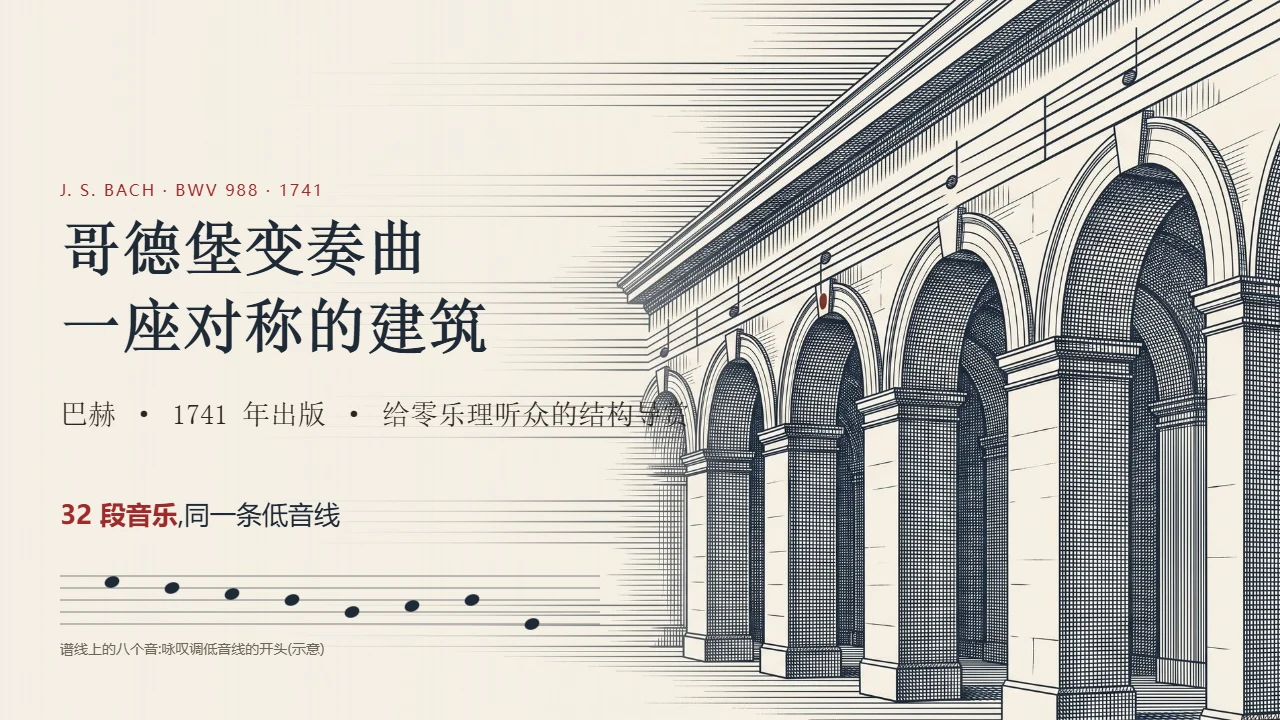 J. S. BACH · BWV 988 · 1741
哥德堡变奏曲
一座对称的建筑
巴赫 • 1741 年出版 • 给零乐理听众的结构导赏
32 段音乐,同一条低音线
谱线上的八个音:咏叹调低音线的开头(示意)